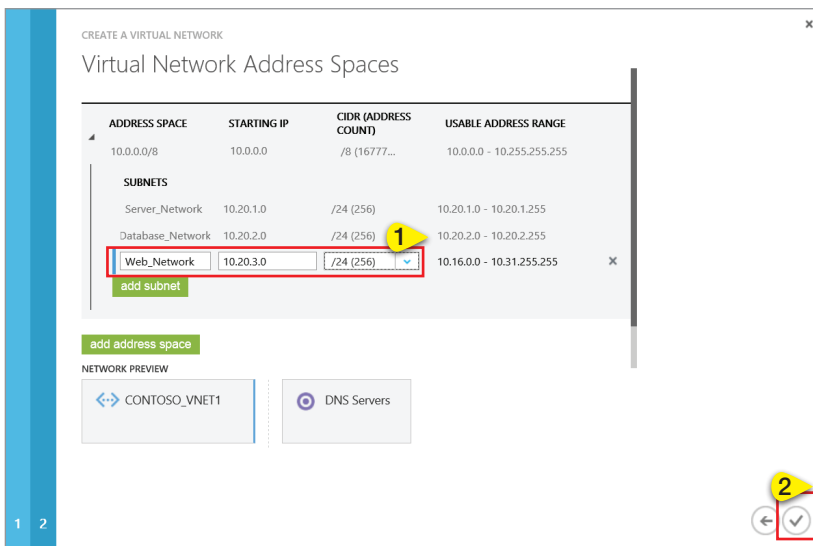 CREATE A VIRTUAL NETWORK
Virtual Network Address Spaces
ADDRESS SPACE STARTING IP CIDR (ADDRESS COUNT) USABLE ADDRESS RANGE
10.0.0.0/8 10.0.0.0 /8 (16777... 10.0.0.0 - 10.255.255.255
SUBNETS
Server_Network 10.20.1.0 /24 (256) 10.20.1.0 - 10.20.1.255
Database_Network 10.20.2.0 /24 (256) 1 10.20.2.0 - 10.20.2.255
Web_Network 10.20.3.0 /24 (256) 10.16.0.0 - 10.31.255.255
add subnet
add address space
NETWORK PREVIEW
CONTOSO_VNET1 DNS Servers
2
1 2